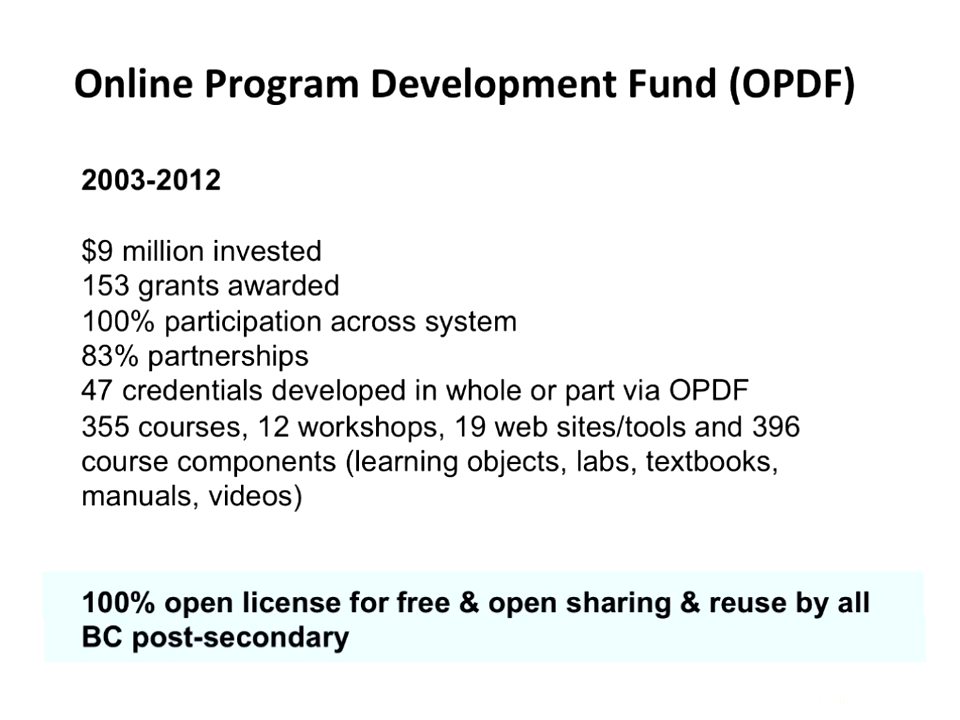 Online Program Development Fund (OPDF)
2003-2012
$9 million invested
153 grants awarded
100% participation across system
83% partnerships
47 credentials developed in whole or part via OPDF
355 courses, 12 workshops, 19 web sites/tools and 396
course components (learning objects, labs, textbooks,
manuals, videos)
100% open license for free & open sharing & reuse by all
BC post-secondary